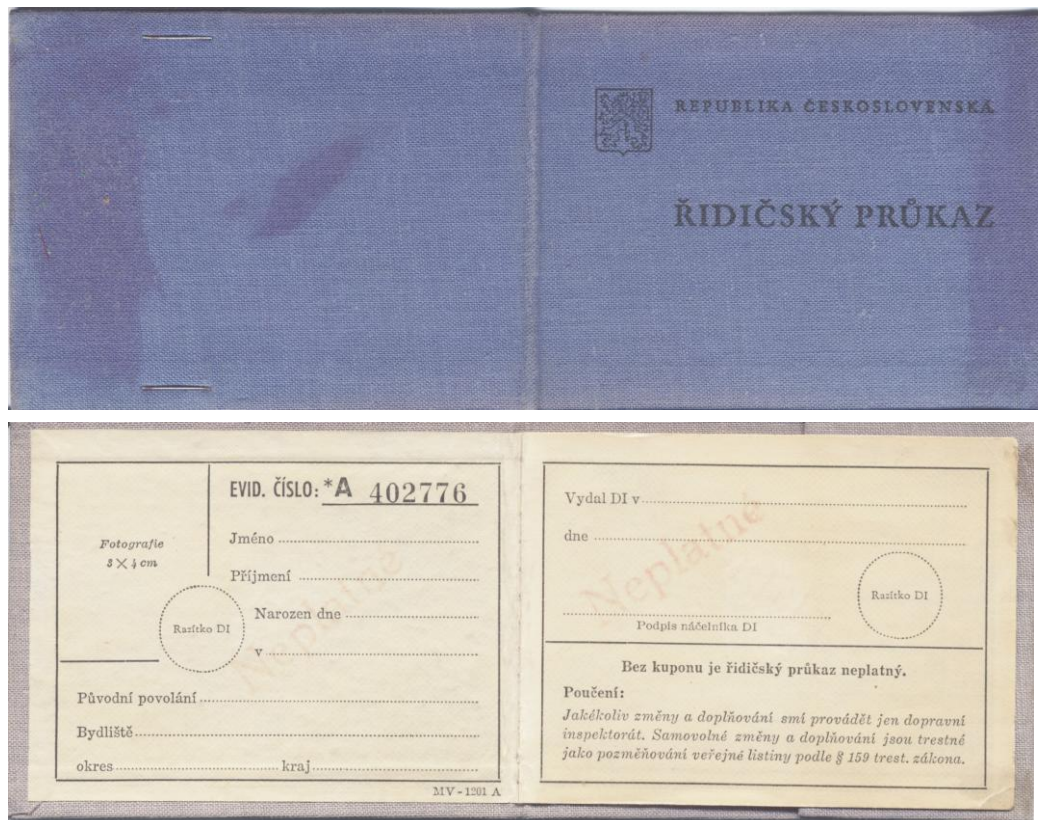 REPUBLIKA ČESKOSLOVENSKÁ
ŘIDIČSKÝ PRŮKAZ
EVID. ČÍSLO: *A 402776
Fotografie
3 × 4 cm
Jméno
Příjmení
Razítko DI
Narozen dne
v
Původní povolání
Bydliště
okres kraj
MV - 1201 A
Neplatné
Vydal DI v
dne
Neplatné
Razítko DI
Podpis náčelníka DI
Bez kuponu je řidičský průkaz neplatný.
Poučení:
Jakékoliv změny a doplňování smí provádět jen dopravní
inspektorát. Samovolné změny a doplňování jsou trestné
jako pozměňování veřejné listiny podle § 159 trest. zákona.